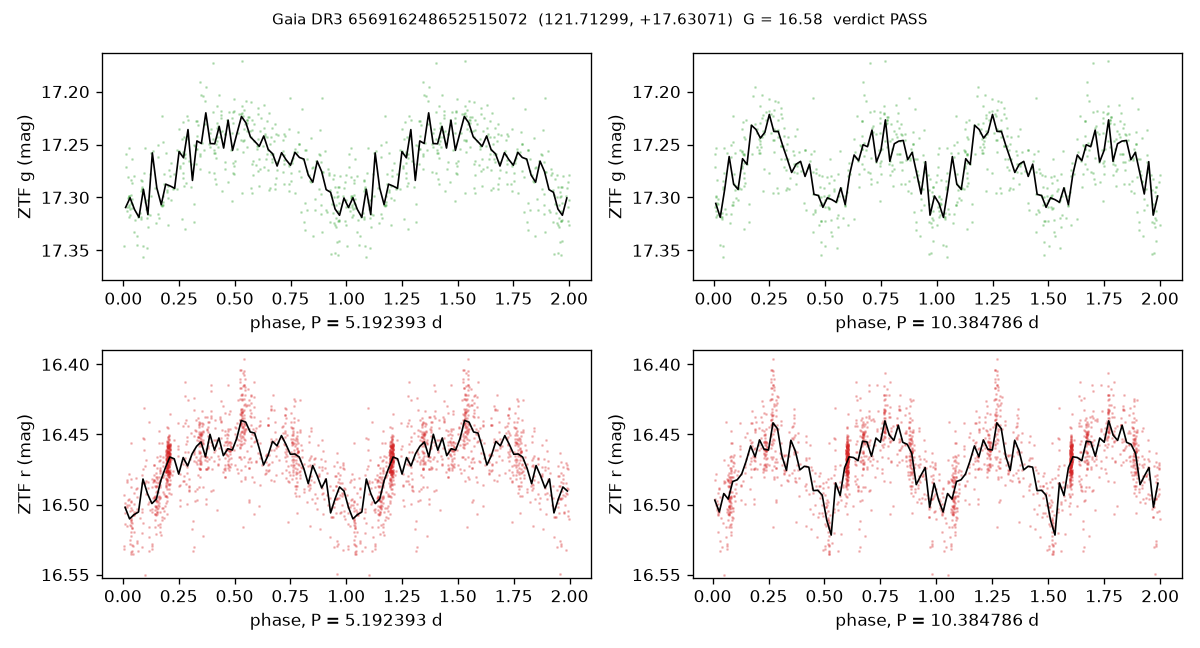 Gaia DR3 656916248652515072 (121.71299, +17.63071) G = 16.58 verdict PASS
ZTF g (mag)
17.20
17.25
17.30
17.35
0.00 0.25 0.50 0.75 1.00 1.25 1.50 1.75 2.00
phase, P = 5.192393 d
ZTF g (mag)
17.20
17.25
17.30
17.35
0.00 0.25 0.50 0.75 1.00 1.25 1.50 1.75 2.00
phase, P = 10.384786 d
ZTF r (mag)
16.40
16.45
16.50
16.55
0.00 0.25 0.50 0.75 1.00 1.25 1.50 1.75 2.00
phase, P = 5.192393 d
ZTF r (mag)
16.40
16.45
16.50
16.55
0.00 0.25 0.50 0.75 1.00 1.25 1.50 1.75 2.00
phase, P = 10.384786 d